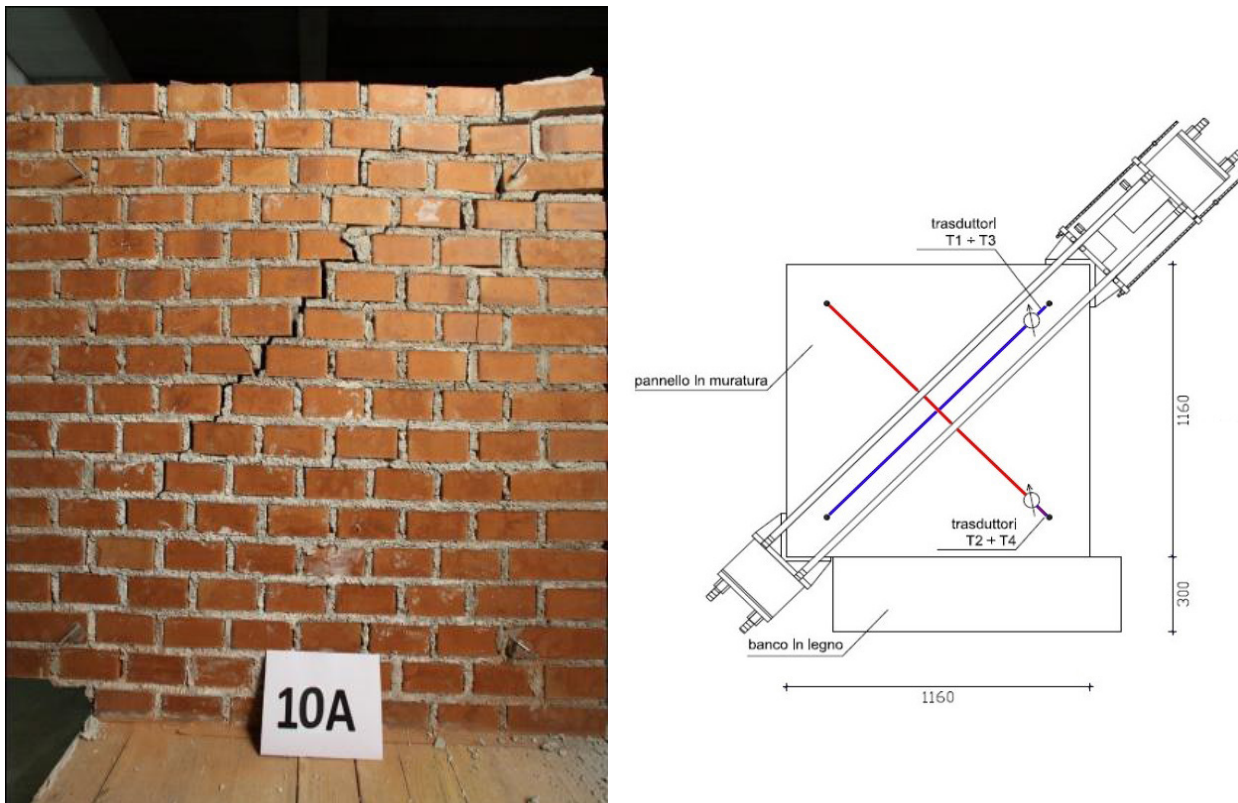 10A
trasduttorI
T1 ÷ T3
pannello In muratura
1160
trasduttori
T2 ÷ T4
300
banco In legno
1160